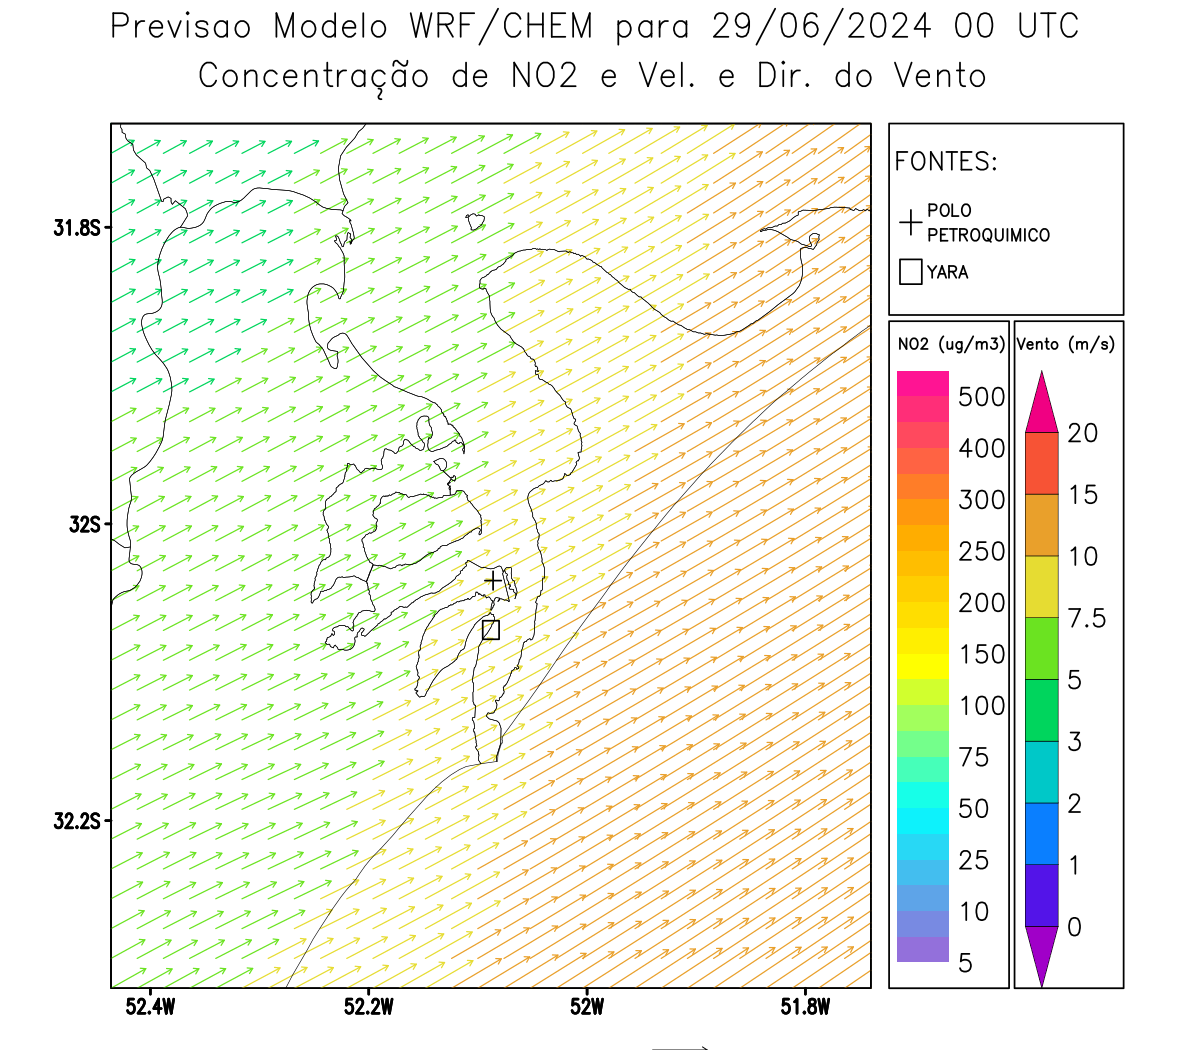 Previsao Modelo WRF/CHEM para 29/06/2024 00 UTC
Concentração de NO2 e Vel. e Dir. do Vento
FONTES:
POLO
PETROQUIMICO
YARA
NO2 (ug/m3)
500
400
300
250
200
150
100
75
50
25
10
5
Vento (m/s)
20
15
10
7.5
5
3
2
1
0
31.8S
32S
32.2S
52.4W
52.2W
52W
51.8W